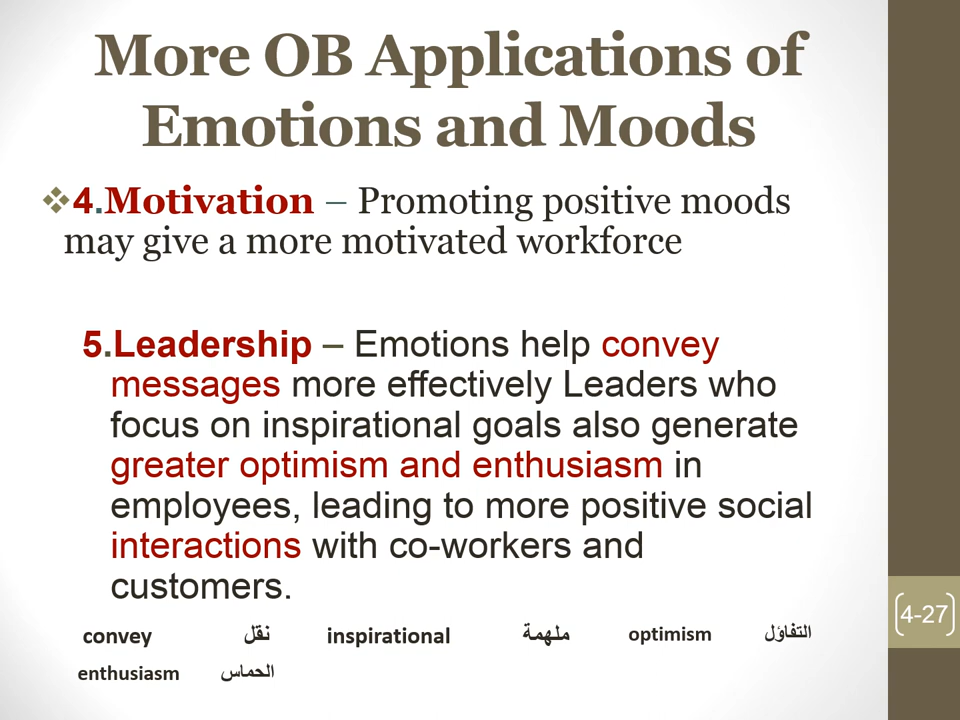 More OB Applications of
Emotions and Moods
❖4.Motivation – Promoting positive moods
may give a more motivated workforce
5.Leadership – Emotions help convey
messages more effectively Leaders who
focus on inspirational goals also generate
greater optimism and enthusiasm in
employees, leading to more positive social
interactions with co-workers and
customers.
4-27
convey نقل inspirational ملهمة optimism التفاؤل
enthusiasm الحماس